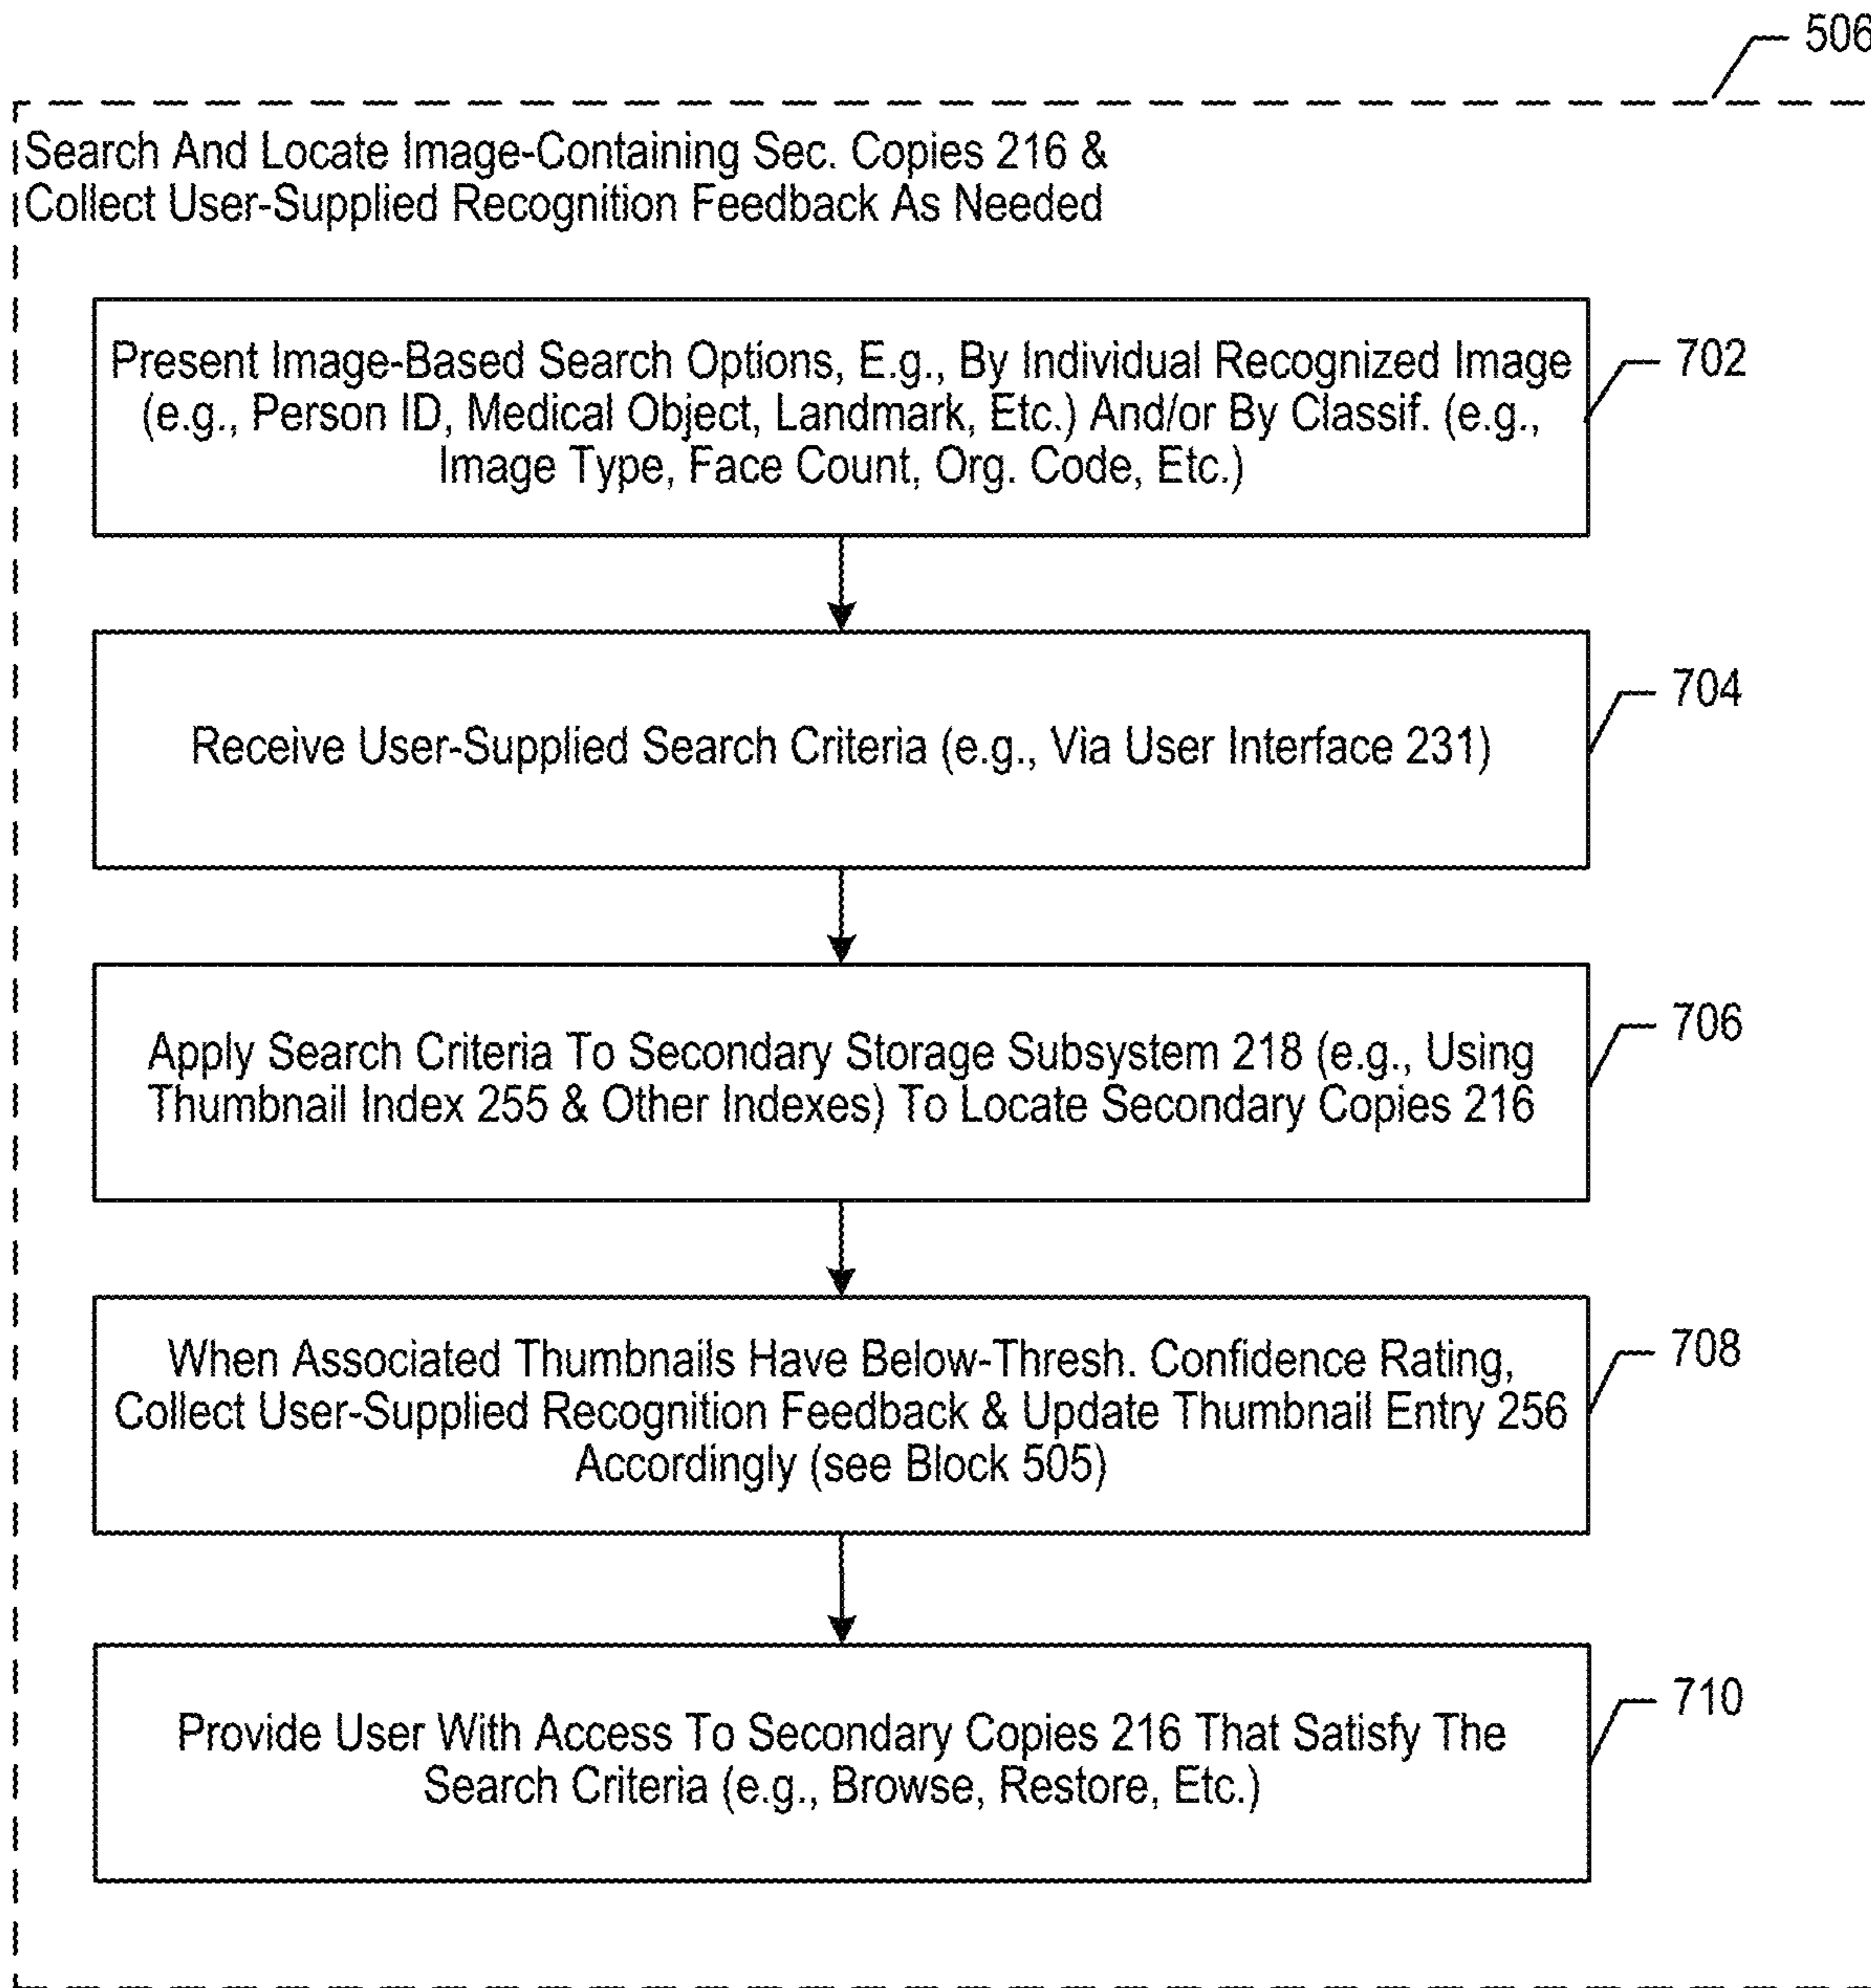 506
Search And Locate Image-Containing Sec. Copies 216 &
Collect User-Supplied Recognition Feedback As Needed
Present Image-Based Search Options, E.g., By Individual Recognized Image
(e.g., Person ID, Medical Object, Landmark, Etc.) And/or By Classif. (e.g.,
Image Type, Face Count, Org. Code, Etc.)
702
Receive User-Supplied Search Criteria (e.g., Via User Interface 231)
704
Apply Search Criteria To Secondary Storage Subsystem 218 (e.g., Using
Thumbnail Index 255 & Other Indexes) To Locate Secondary Copies 216
706
When Associated Thumbnails Have Below-Thresh. Confidence Rating,
Collect User-Supplied Recognition Feedback & Update Thumbnail Entry 256
Accordingly (see Block 505)
708
Provide User With Access To Secondary Copies 216 That Satisfy The
Search Criteria (e.g., Browse, Restore, Etc.)
710